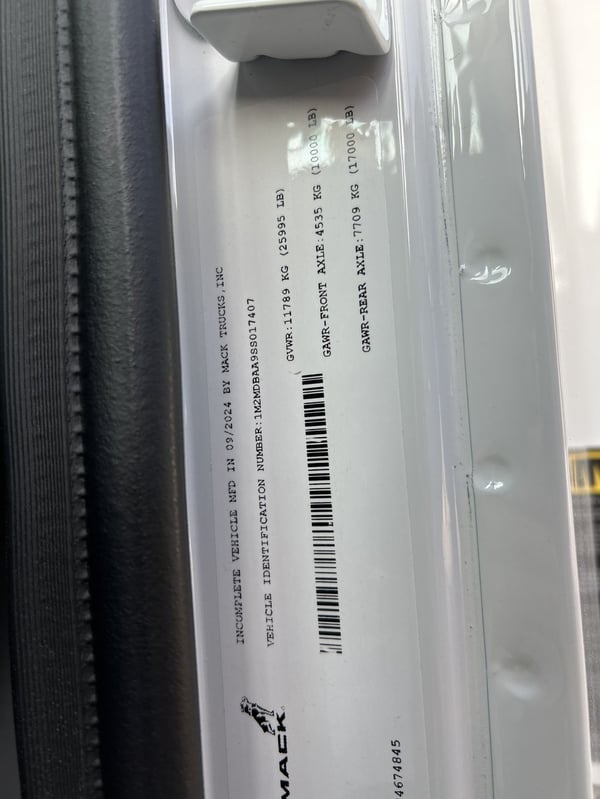 MACK
INCOMPLETE VEHICLE MFD IN 09/2024 BY MACK TRUCKS,INC
VEHICLE IDENTIFICATION NUMBER:1M2MDBAA9SS017407
GVWR:11789 KG (25995 LB)
GAWR-FRONT AXLE:4535 KG (10000 LB)
GAWR-REAR AXLE:7709 KG (17000 LB)
4674845